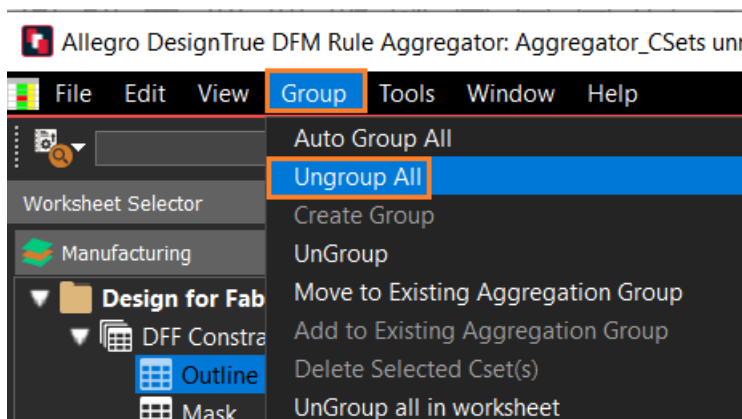 Allegro DesignTrue DFM Rule Aggregator: Aggregator_CSets
File Edit View Group Tools Window Help
Auto Group All
Ungroup All
Worksheet Selector
Create Group
Manufacturing
UnGroup
Design for Fab
Move to Existing Aggregation Group
DFF
Add to Existing Aggregation Group
Outline
Delete Selected Cset(s)
Mask
UnGroup all in worksheet